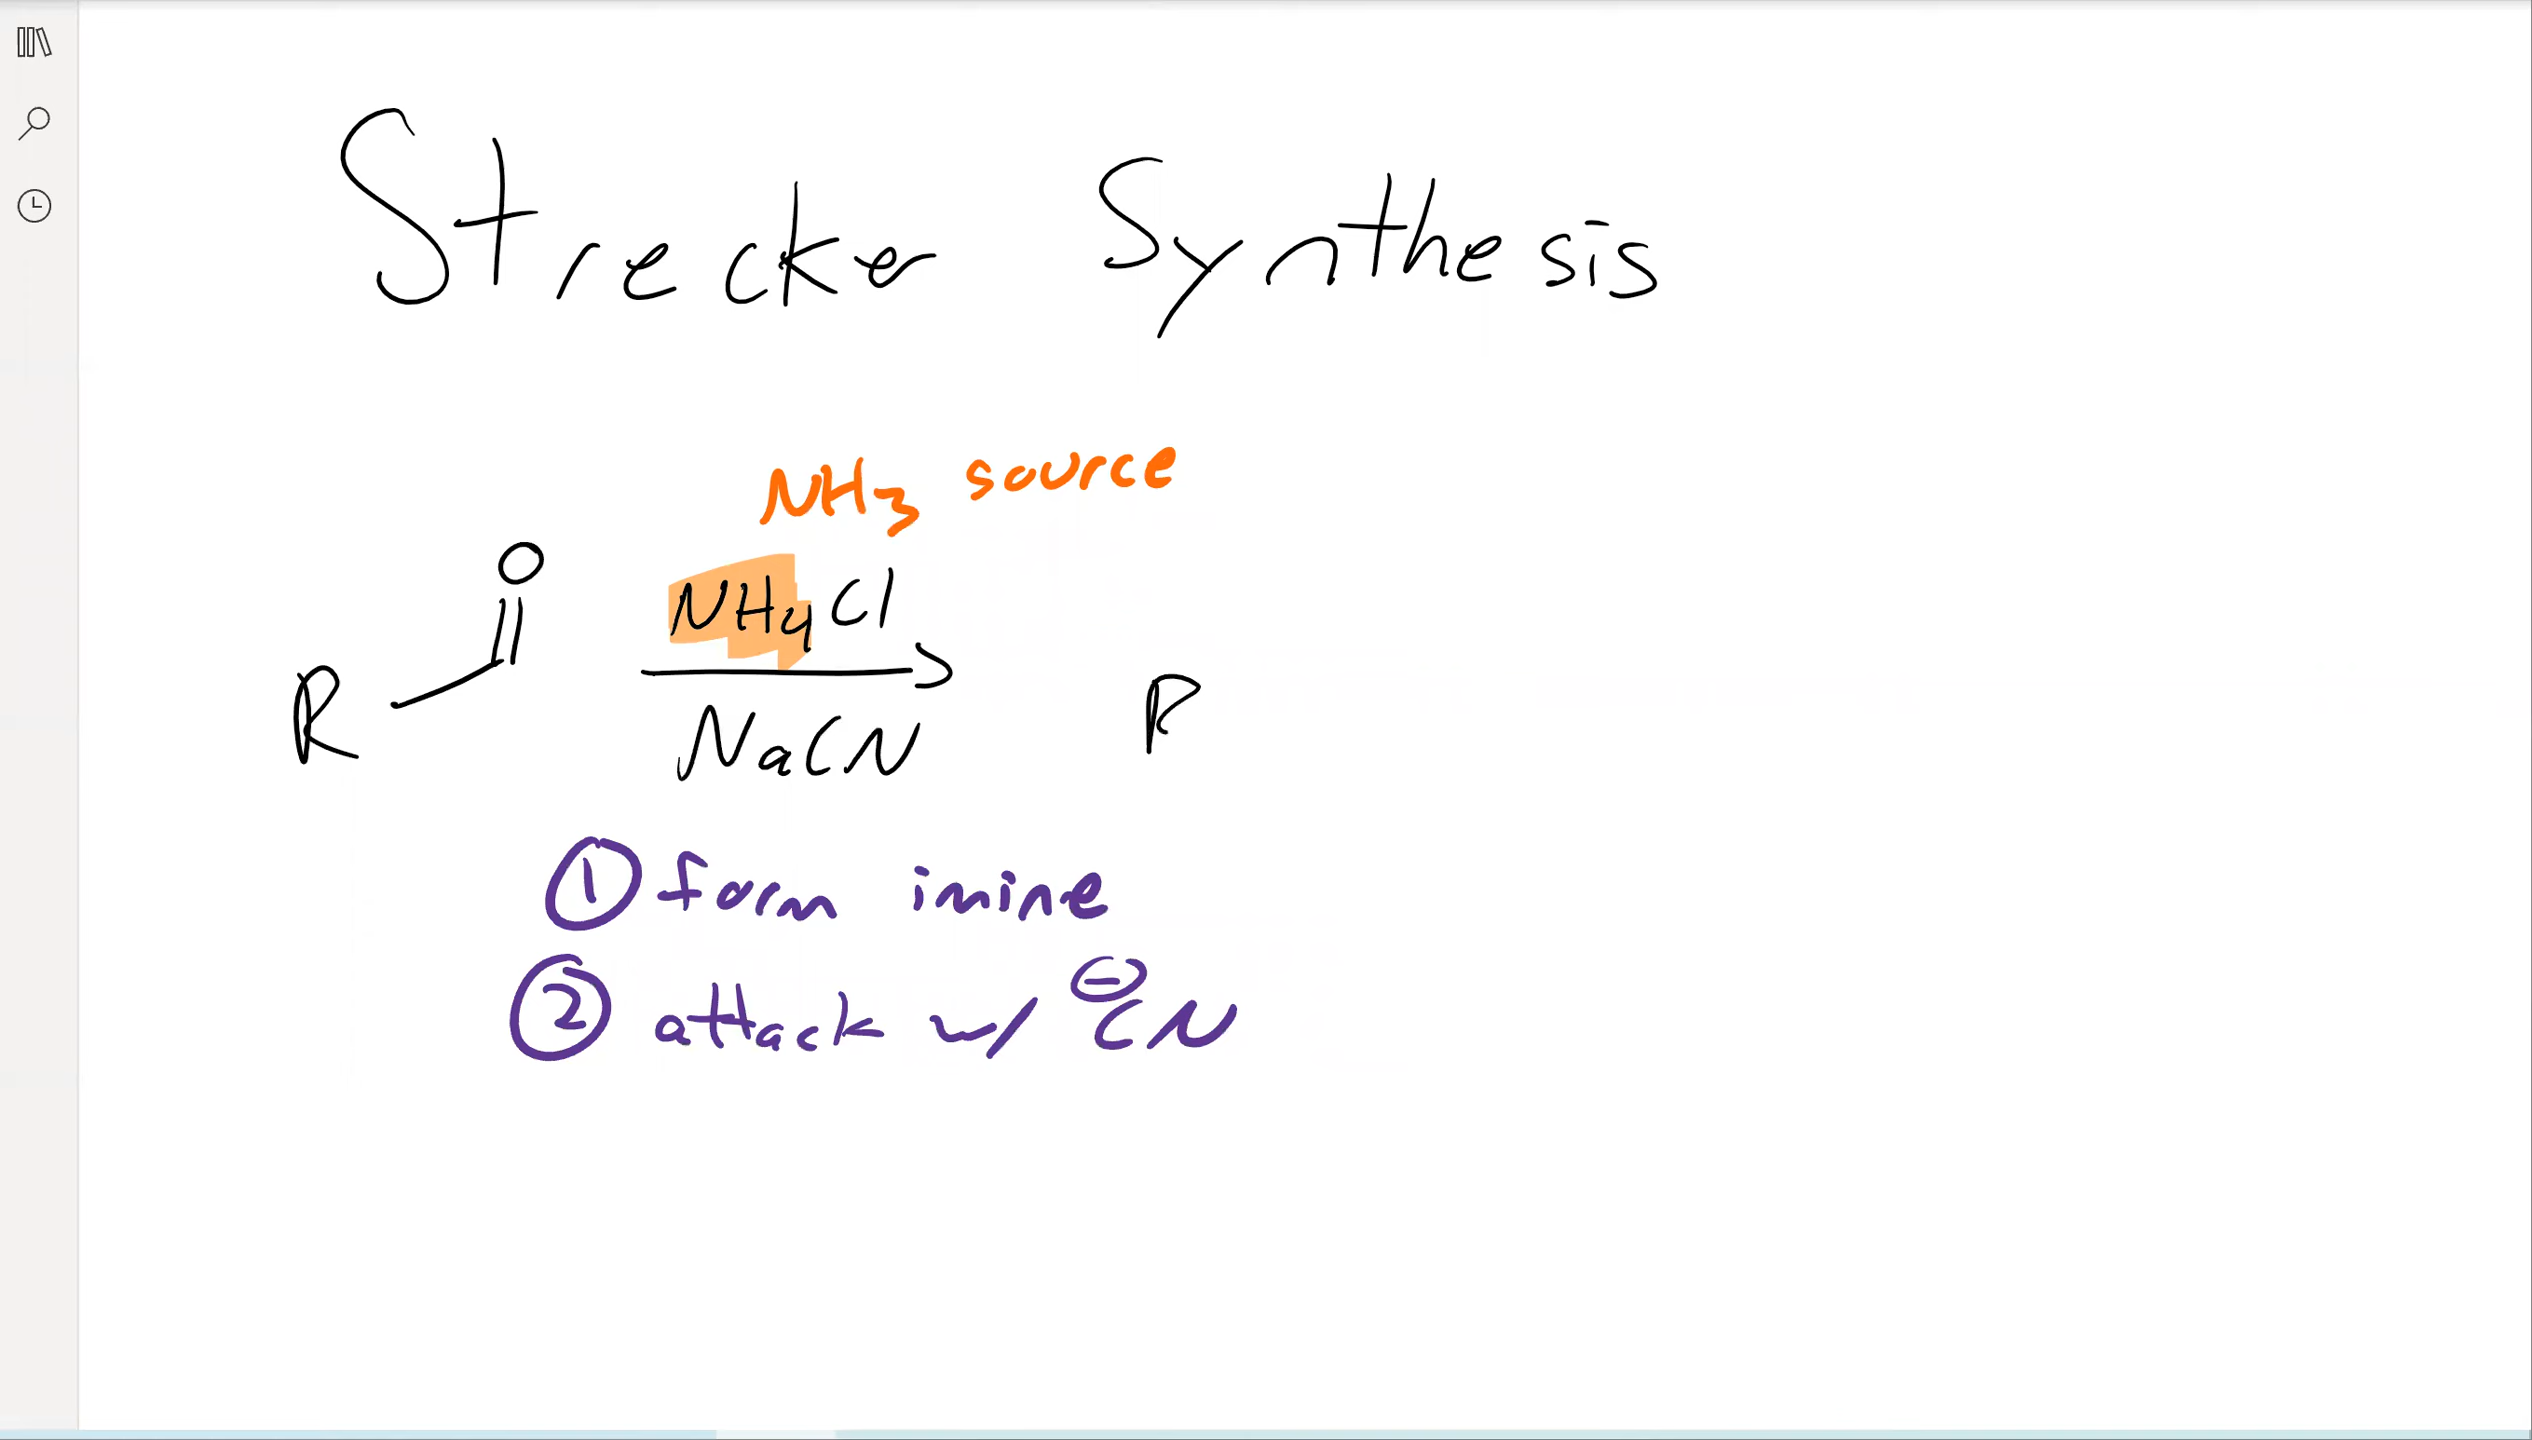 Strecker Synthesis
NH3 source
O
NH4Cl
R
NaCN
R
① form imine
② attack w/ ⊖CN